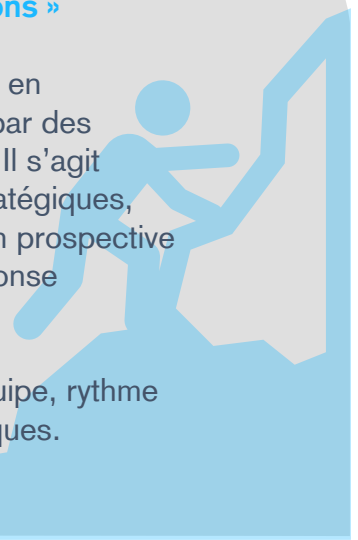 ons »
en
par des
Il s’agit
atégiques,
n prospective
onse
uipe, rythme
ques.